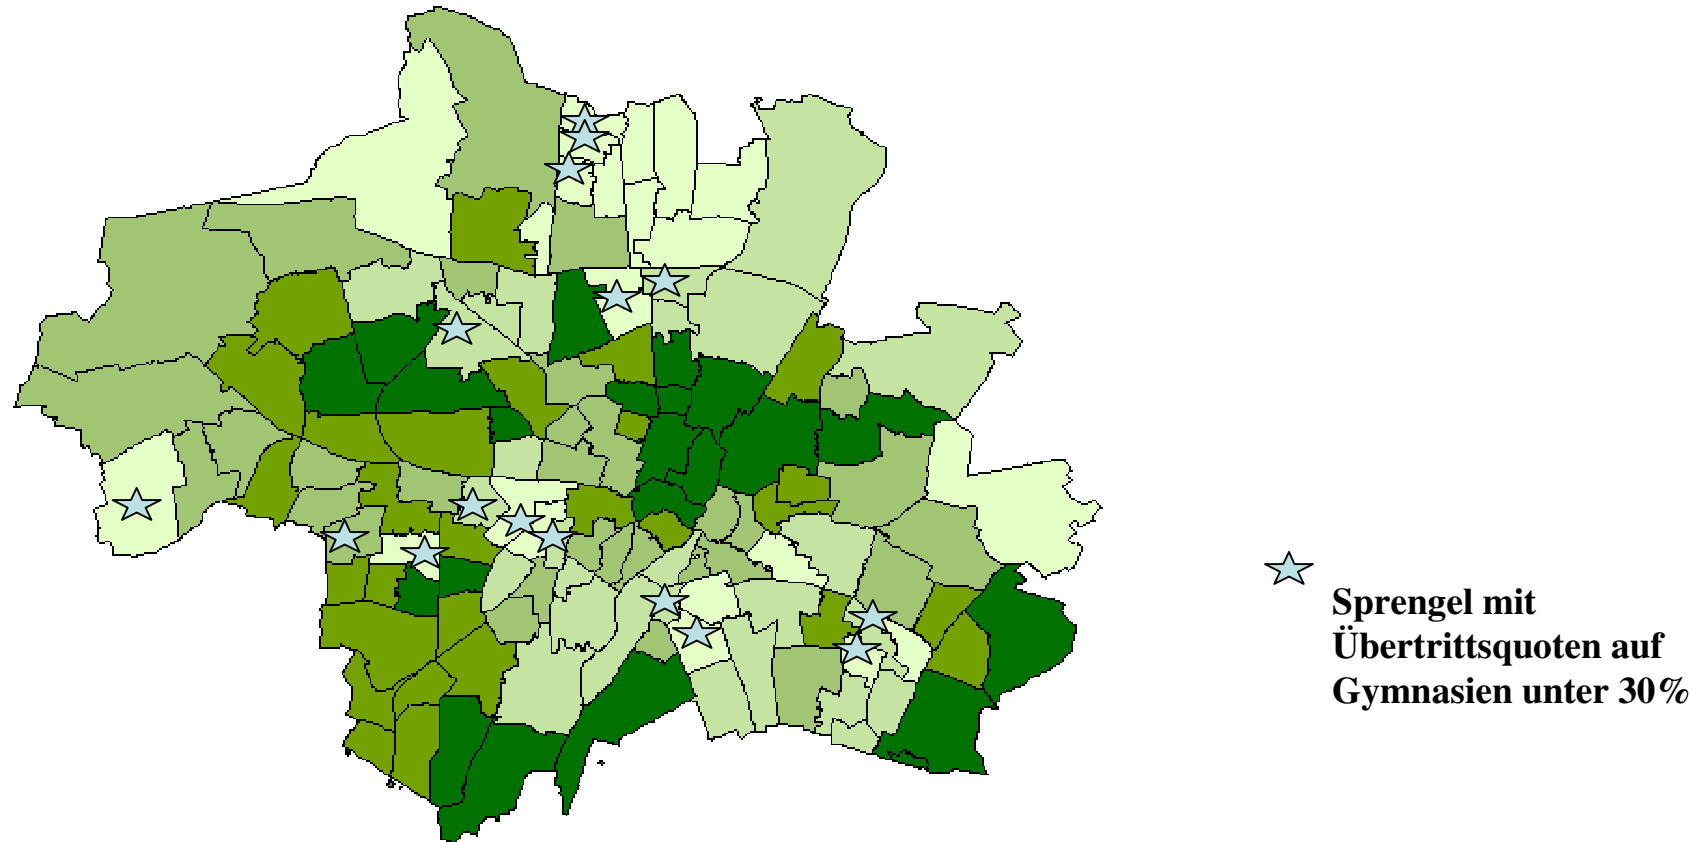 Sprengel mit
Übertrittsquoten auf
Gymnasien unter 30%